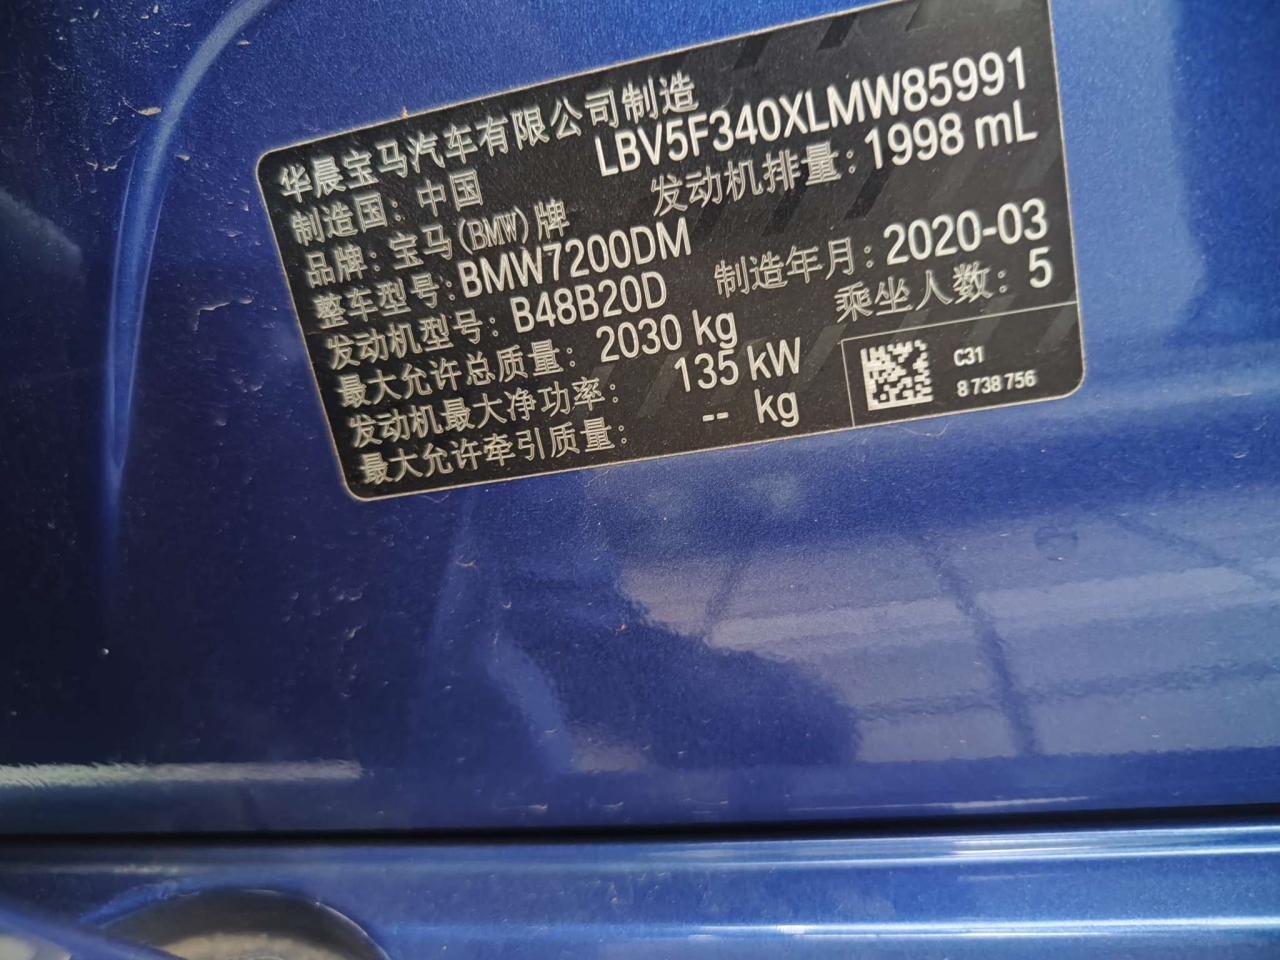 华晨宝马汽车有限公司制造
制造国：中国 LBV5F340XLMW85991
品牌：宝马(BMW)牌 发动机排量：1998 mL
整车型号：BMW7200DM
发动机型号：B48B20D 制造年月：2020-03
最大允许总质量：2030 kg 乘坐人数：5
发动机最大净功率：135 kW
最大允许牵引质量：-- kg
C31
8 738 756